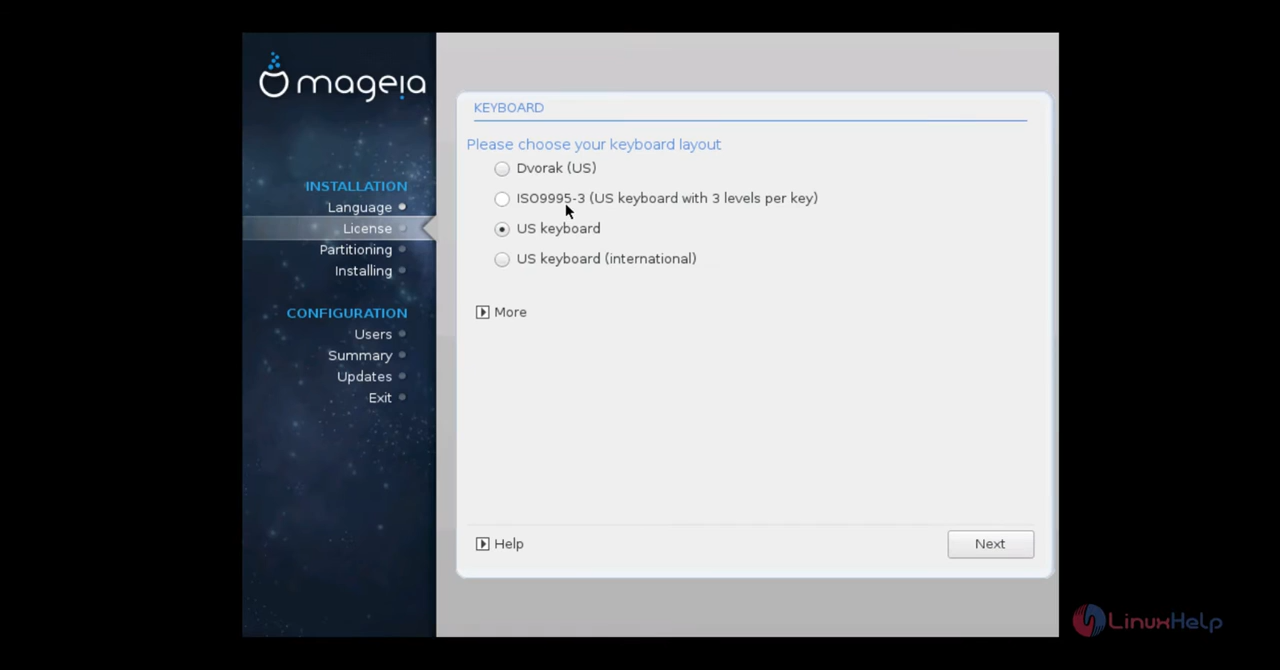 mageia
INSTALLATION
Language
License
Partitioning
Installing
CONFIGURATION
Users
Summary
Updates
Exit
KEYBOARD
Please choose your keyboard layout
Dvorak (US)
ISO9995-3 (US keyboard with 3 levels per key)
US keyboard
US keyboard (international)
More
Help
Next
LinuxHelp